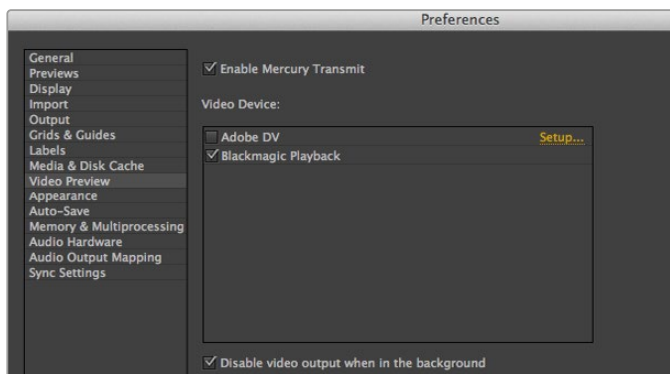 Preferences
General
Previews
Display
Import
Output
Grids & Guides
Labels
Media & Disk Cache
Video Preview
Appearance
Auto-Save
Memory & Multiprocessing
Audio Hardware
Audio Output Mapping
Sync Settings
Enable Mercury Transmit
Video Device:
Adobe DV Setup...
Blackmagic Playback
Disable video output when in the background